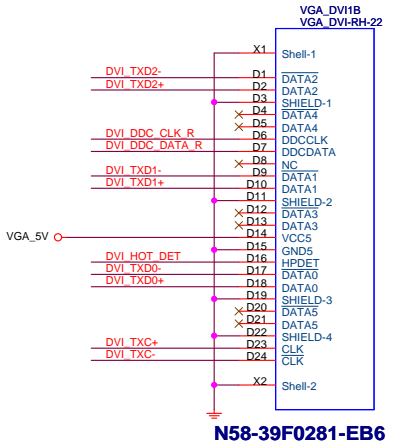 VGA_DVI1B
VGA_DVI-RH-22
X1 Shell-1
DVI_TXD2- D1 DATA2
DVI_TXD2+ D2 DATA2
D3 SHIELD-1
D4 DATA4
D5 DATA4
DVI_DDC_CLK_R D6 DDCCLK
DVI_DDC_DATA_R D7 DDCDATA
D8 NC
DVI_TXD1- D9 DATA1
DVI_TXD1+ D10 DATA1
D11 SHIELD-2
D12 DATA3
D13 DATA3
VGA_5V D14 VCC5
D15 GND5
DVI_HOT_DET D16 HPDET
DVI_TXD0- D17 DATA0
DVI_TXD0+ D18 DATA0
D19 SHIELD-3
D20 DATA5
D21 DATA5
D22 SHIELD-4
DVI_TXC+ D23 CLK
DVI_TXC- D24 CLK
X2 Shell-2
N58-39F0281-EB6